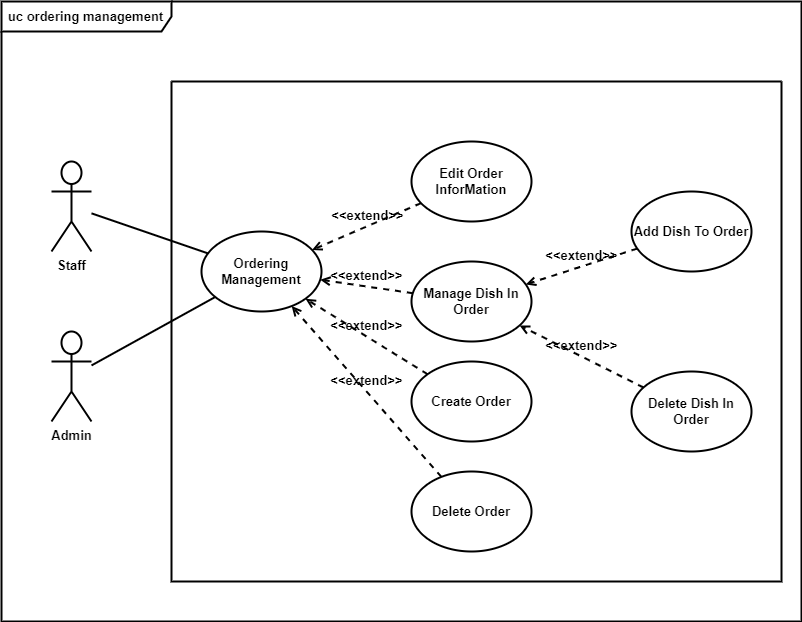 uc ordering management
Edit Order
InforMation
<<extend>>
Add Dish To Order
<<extend>>
Staff
Ordering
Management
<<extend>>
Manage Dish In
Order
<<extend>>
<<extend>>
<<extend>>
Create Order
Delete Dish In
Order
Admin
Delete Order